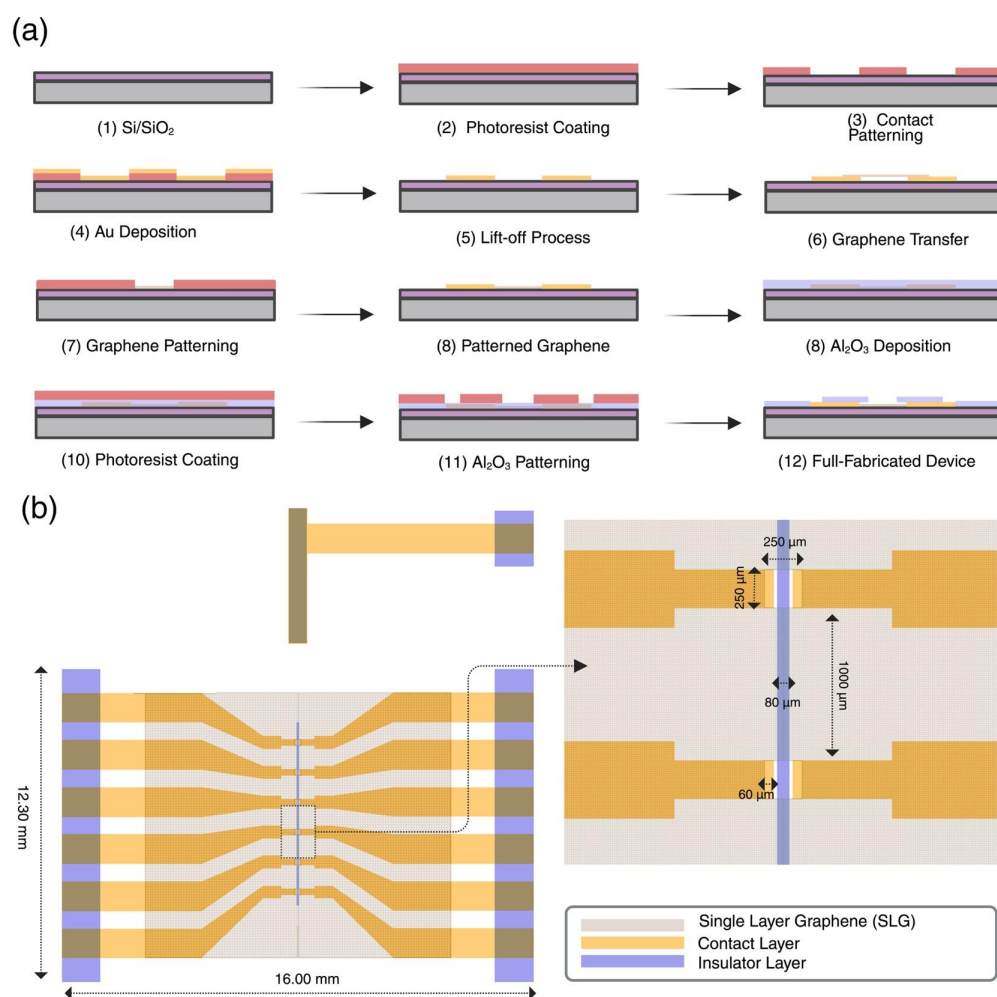 (a)
(1) Si/SiO₂
(2) Photoresist Coating
(3) Contact
Patterning
(4) Au Deposition
(5) Lift-off Process
(6) Graphene Transfer
(7) Graphene Patterning
(8) Patterned Graphene
(8) Al₂O₃ Deposition
(10) Photoresist Coating
(11) Al₂O₃ Patterning
(12) Full-Fabricated Device
(b)
12.30 mm
16.00 mm
250 µm
250 µm
1000 µm
80 µm
60 µm
Single Layer Graphene (SLG)
Contact Layer
Insulator Layer